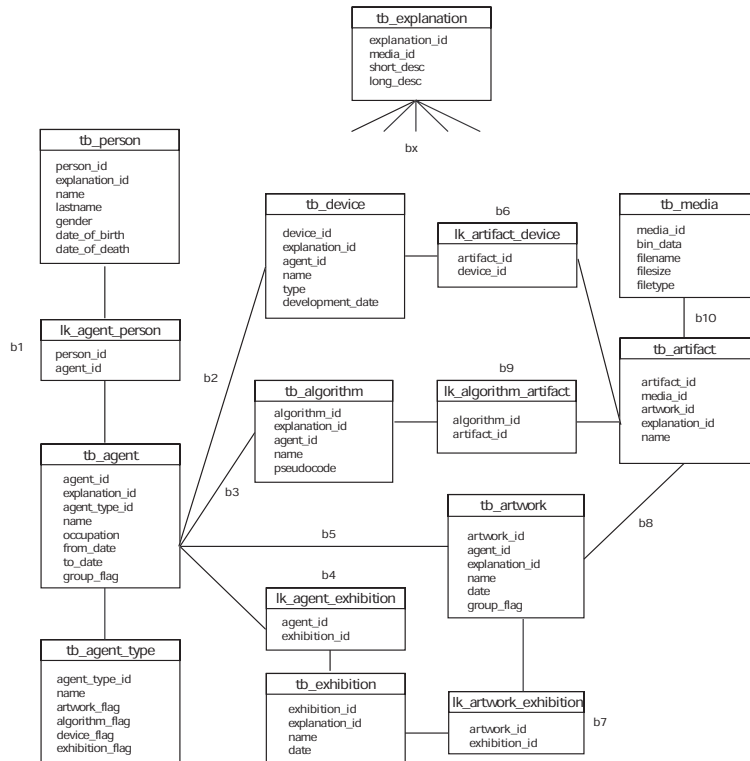 tb_explanation
explanation_id
media_id
short_desc
long_desc
bx
tb_person
person_id
explanation_id
name
lastname
gender
date_of_birth
date_of_death
b1
lk_agent_person
person_id
agent_id
tb_agent
agent_id
explanation_id
agent_type_id
name
occupation
from_date
to_date
group_flag
tb_agent_type
agent_type_id
name
artwork_flag
algorithm_flag
device_flag
exhibition_flag
b2
b3
b5
b4
tb_device
device_id
explanation_id
agent_id
name
type
development_date
tb_algorithm
algorithm_id
explanation_id
agent_id
name
pseudocode
lk_agent_exhibition
agent_id
exhibition_id
tb_exhibition
exhibition_id
explanation_id
name
date
b6
lk_artifact_device
artifact_id
device_id
b9
lk_algorithm_artifact
algorithm_id
artifact_id
tb_artwork
artwork_id
agent_id
explanation_id
name
date
group_flag
lk_artwork_exhibition
artwork_id
exhibition_id
b7
tb_media
media_id
bin_data
filename
filesize
filetype
b10
tb_artifact
artifact_id
media_id
artwork_id
explanation_id
name
b8